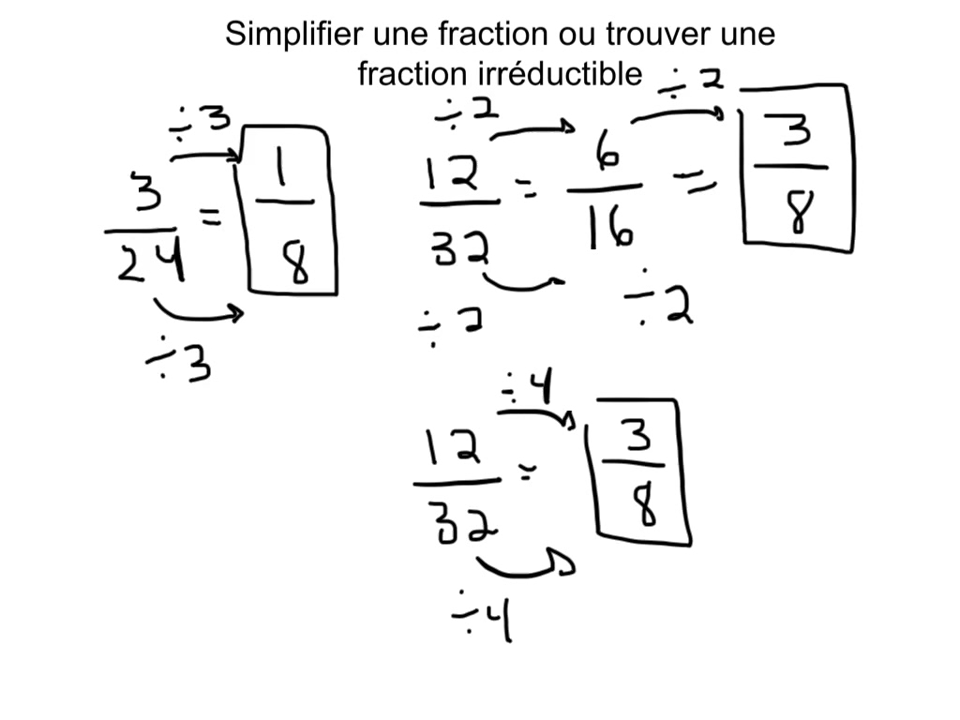 Simplifier une fraction ou trouver une
fraction irréductible
÷3
3/24 = 1/8
÷3
÷2 ÷2
12/32 = 6/16 = 3/8
÷2 ÷2
÷4
12/32 = 3/8
÷4